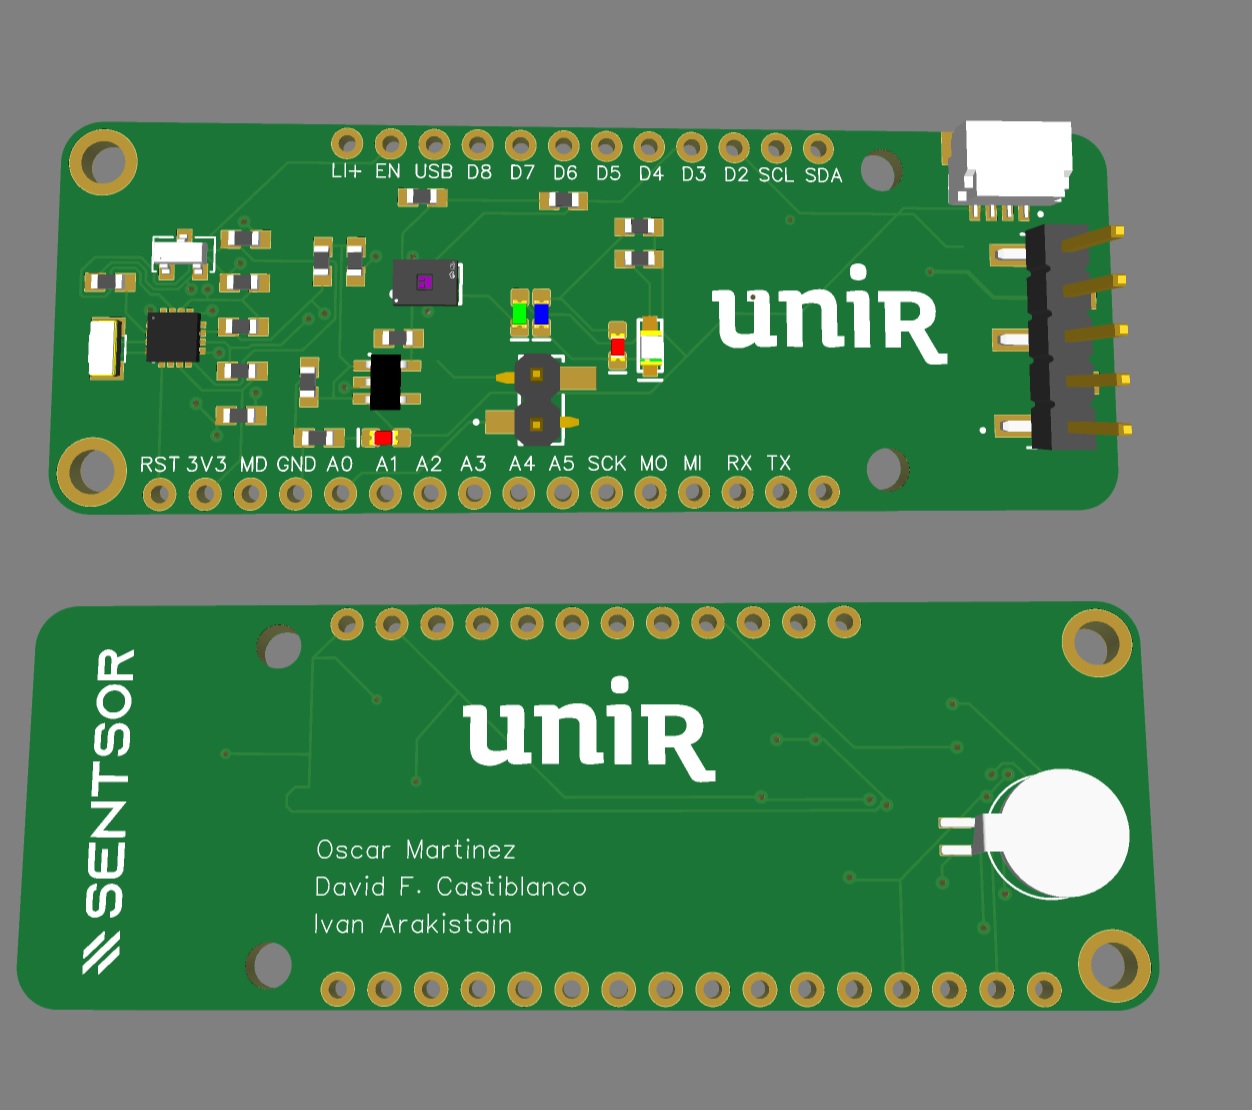 LI+ EN USB D8 D7 D6 D5 D4 D3 D2 SCL SDA
uniR
RST 3V3 MD GND A0 A1 A2 A3 A4 A5 SCK MO MI RX TX
SENTSOR
uniR
Oscar Martinez
David F. Castiblanco
Ivan Arakistain